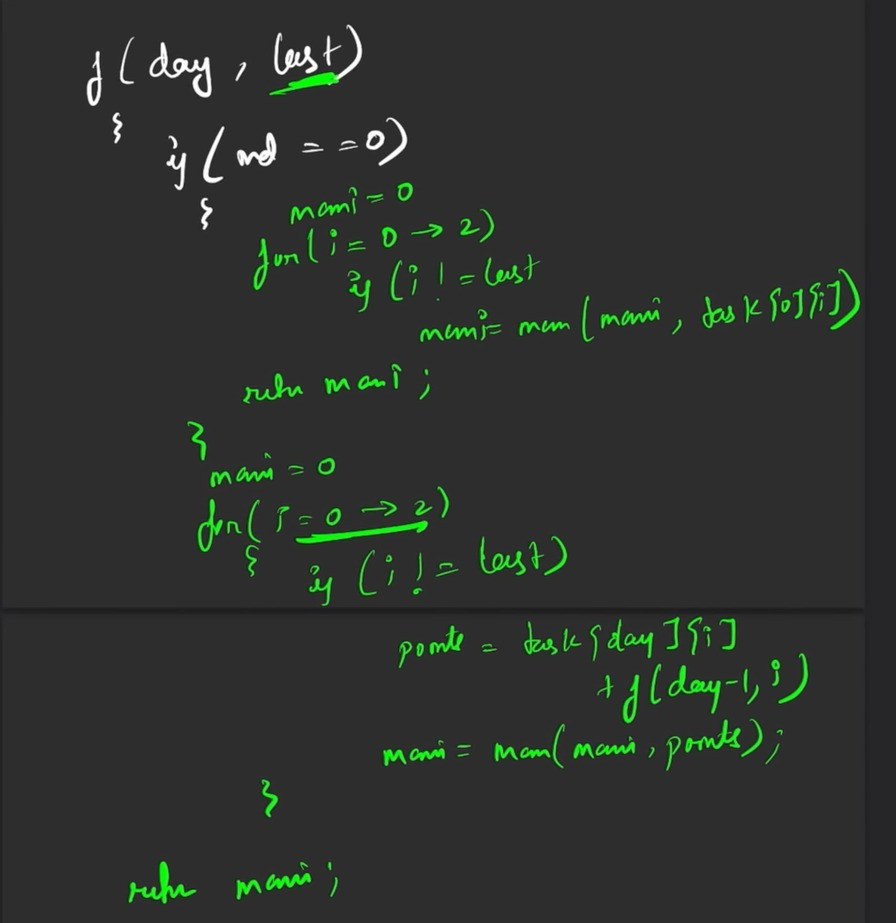 f(day, last)
{
if(ind == 0)
{
maxi = 0
for(i = 0 → 2)
if (i != last
maxi = max(maxi, task[0][i])
return maxi;
}
maxi = 0
for(i = 0 → 2)
{
if (i != last)
points = task[day][i]
+ f(day-1, i)
maxi = max(maxi, points);
}
return maxi;